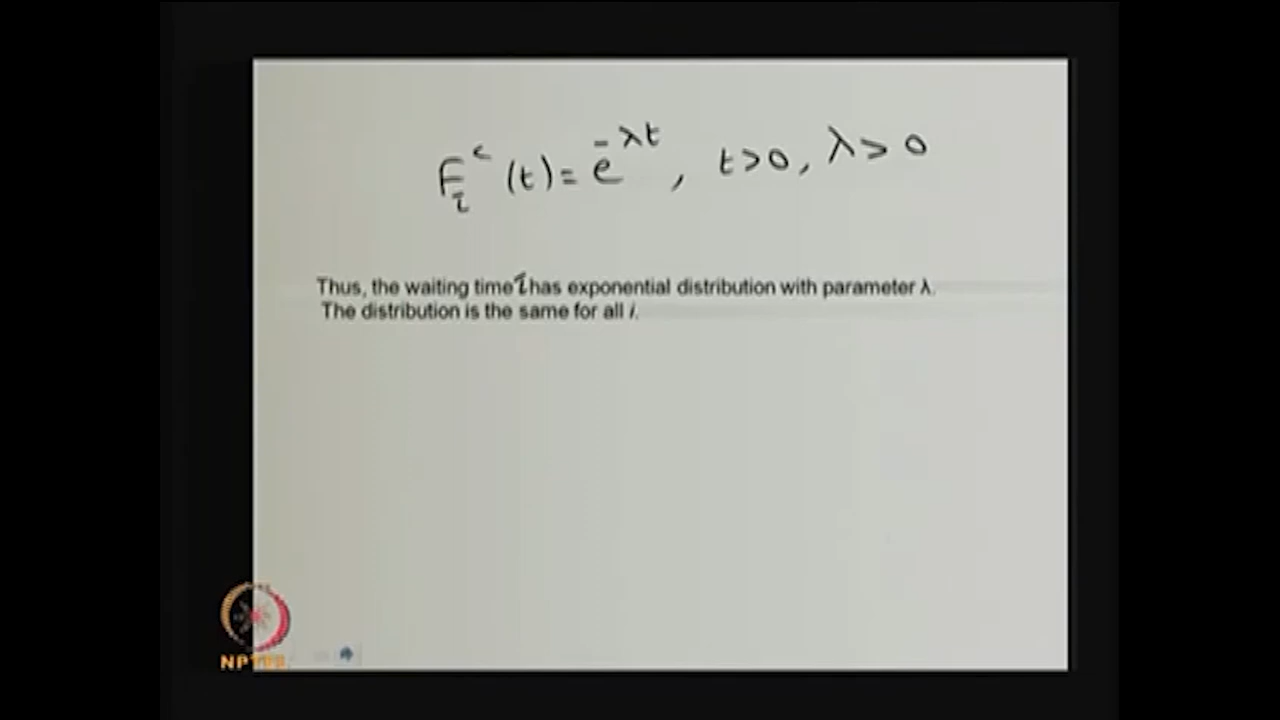 F_τ^c (t) = e^{-λt} , t > 0, λ > 0
Thus, the waiting time τ has exponential distribution with parameter λ.
The distribution is the same for all i.
NPTEL